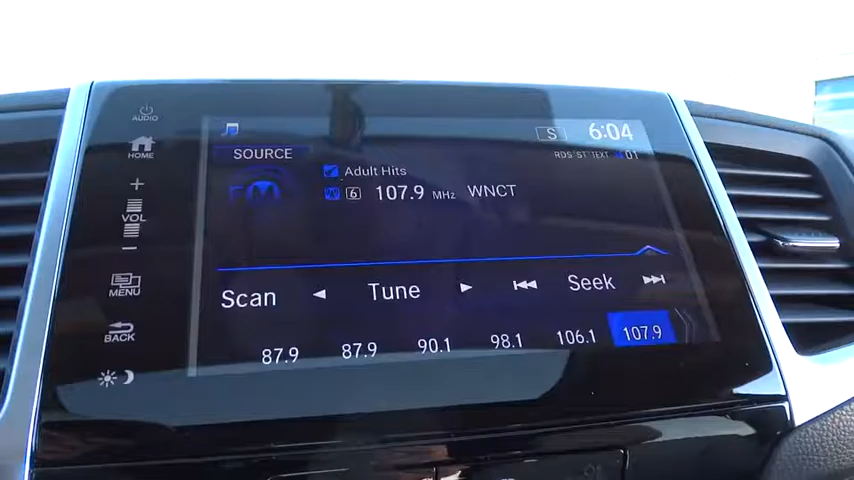 AUDIO
HOME
+
VOL
−
MENU
BACK
S 6:04
SOURCE
RDS ST TEXT 01
Adult Hits
6 107.9 MHz WNCT
Scan Tune Seek
87.9 87.9 90.1 98.1 106.1 107.9